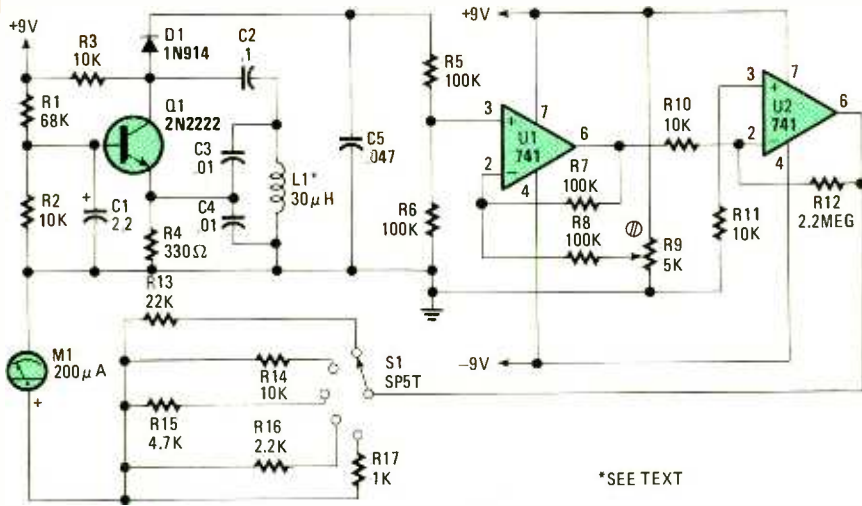 +9V
R3
10K
D1
1N914
C2
.1
R1
68K
Q1
2N2222
C3
.01
C4
.01
L1*
30µH
C5
.047
R2
10K
C1
2.2
+
R4
330Ω
R5
100K
R6
100K
+9V
3
+
2
−
U1
741
7
6
4
R7
100K
R8
100K
R9
5K
R10
10K
R11
10K
3
+
2
−
U2
741
7
6
4
R12
2.2MEG
-9V
R13
22K
M1
200µA
+
R14
10K
R15
4.7K
R16
2.2K
R17
1K
S1
SP5T
*SEE TEXT